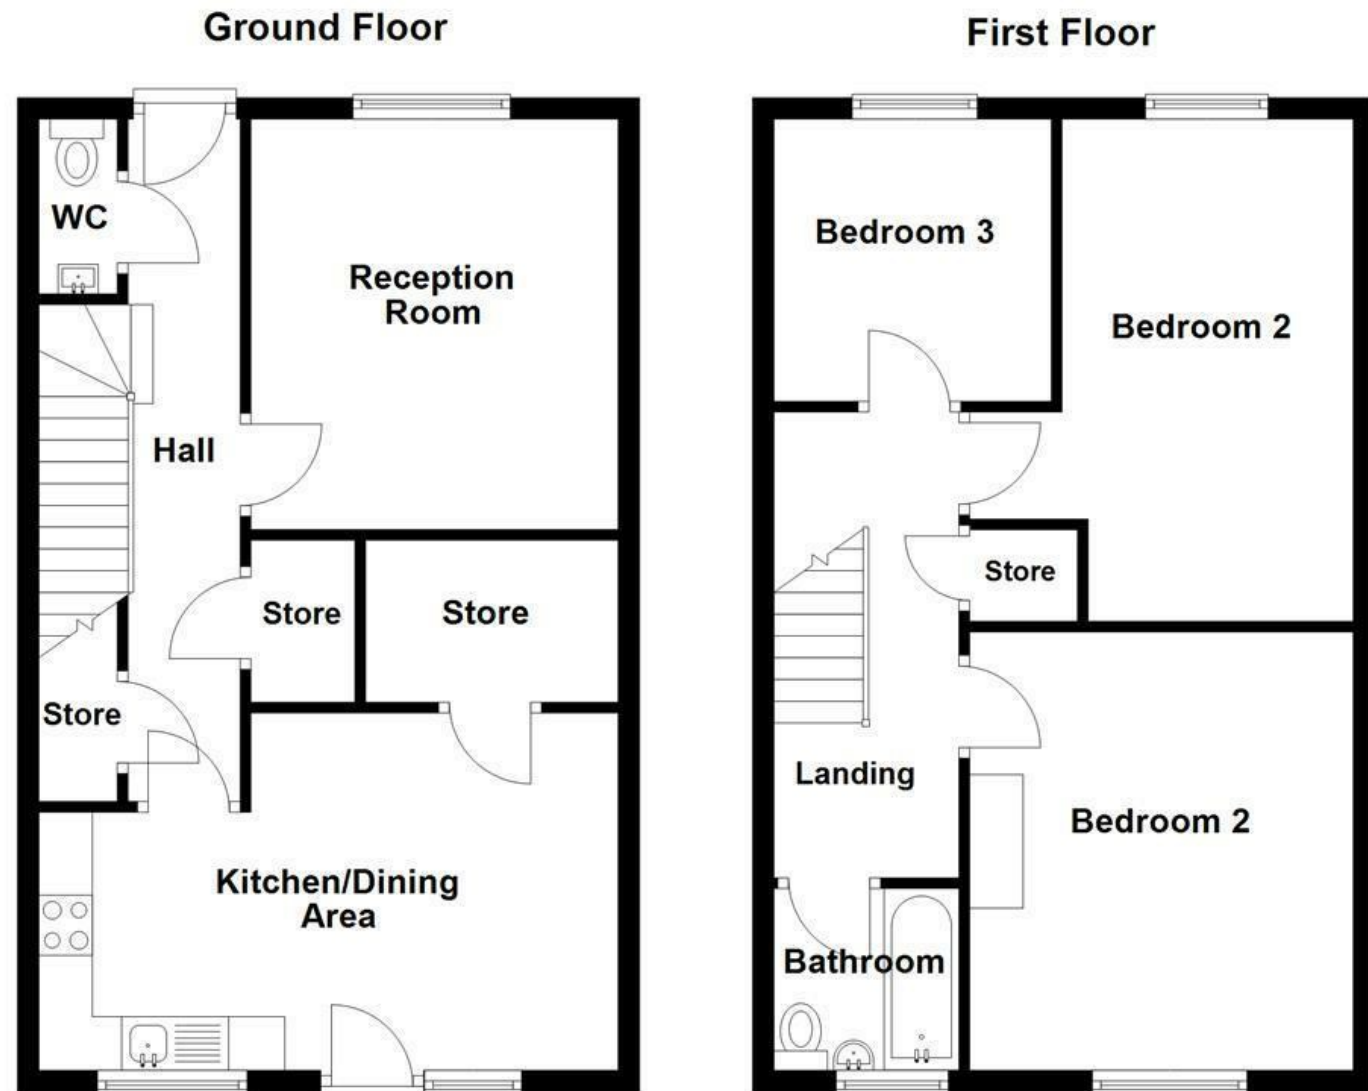 Ground Floor
WC
Reception
Room
Hall
Store
Store
Store
Kitchen/Dining
Area
First Floor
Bedroom 3
Bedroom 2
Store
Landing
Bedroom 2
Bathroom